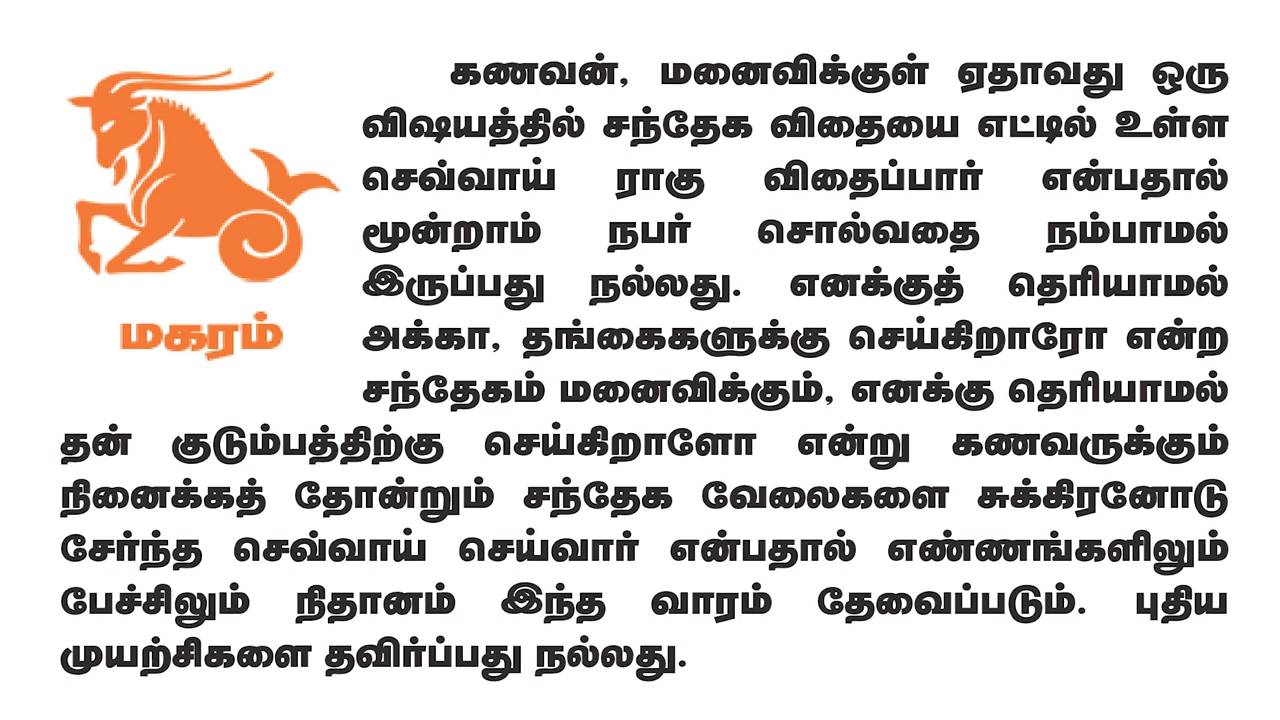 கணவன், மனைவிக்குள் ஏதாவது ஒரு
விஷயத்தில் சந்தேக விதையை எட்டில் உள்ள
செவ்வாய் ராகு விதைப்பார் என்பதால்
மூன்றாம் நபர் சொல்வதை நம்பாமல்
இருப்பது நல்லது. எனக்குத் தெரியாமல்
அக்கா, தங்கைகளுக்கு செய்கிறாரோ என்ற
சந்தேகம் மனைவிக்கும், எனக்கு தெரியாமல்
தன் குடும்பத்திற்கு செய்கிறாளோ என்று கணவருக்கும்
நினைக்கத் தோன்றும் சந்தேக வேலைகளை சுக்கிரனோடு
சேர்ந்த செவ்வாய் செய்வார் என்பதால் எண்ணங்களிலும்
பேச்சிலும் நிதானம் இந்த வாரம் தேவைப்படும். புதிய
முயற்சிகளை தவிர்ப்பது நல்லது.
மகரம்